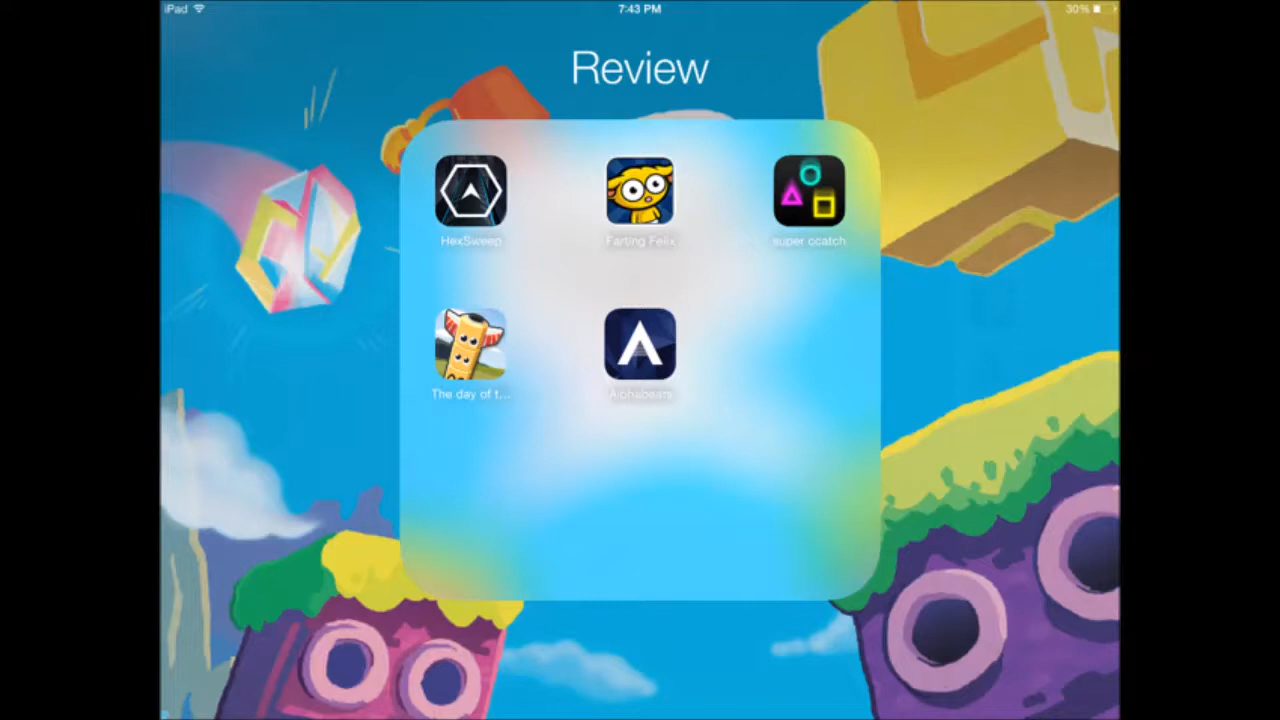 iPad 7:43 PM 30%
Review
HexSweep Farting Felix super ccatch
The day of t... Alphabears